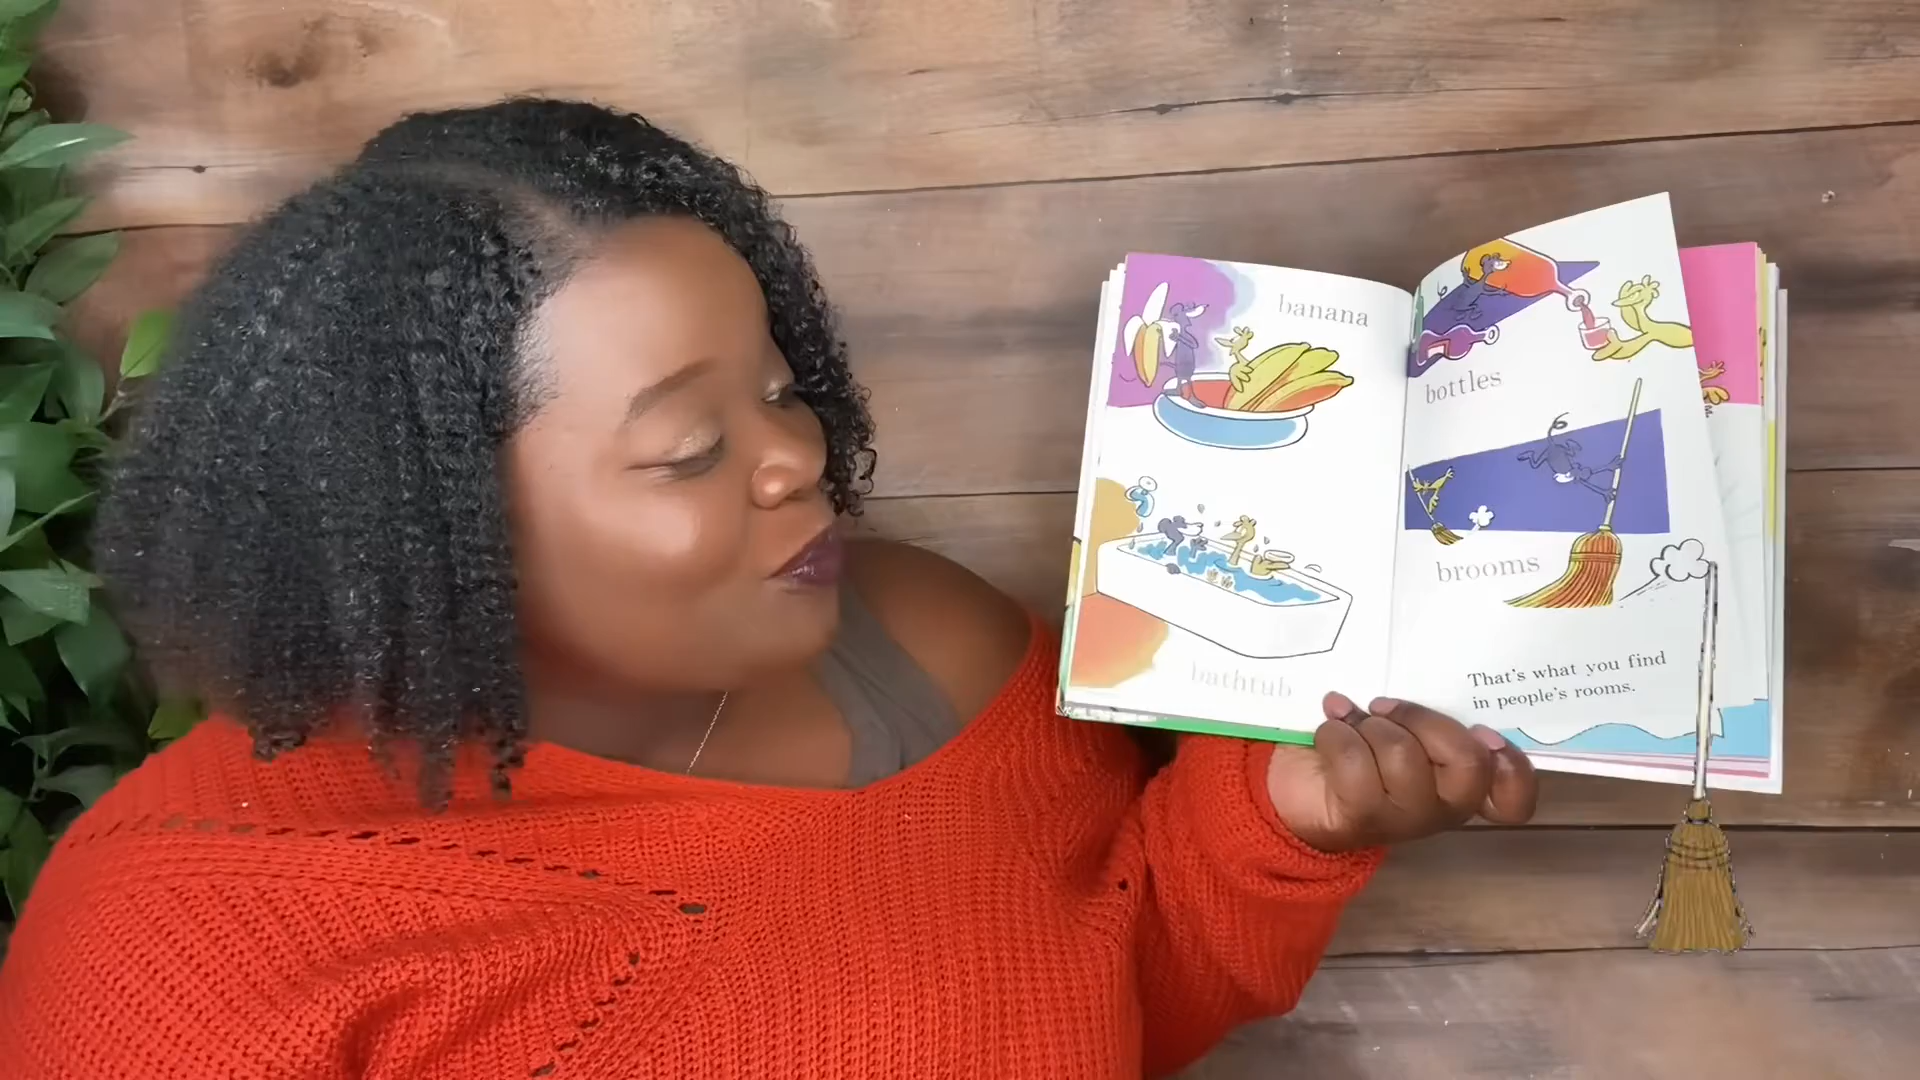 banana
bathtub
bottles
brooms
That's what you find
in people's rooms.